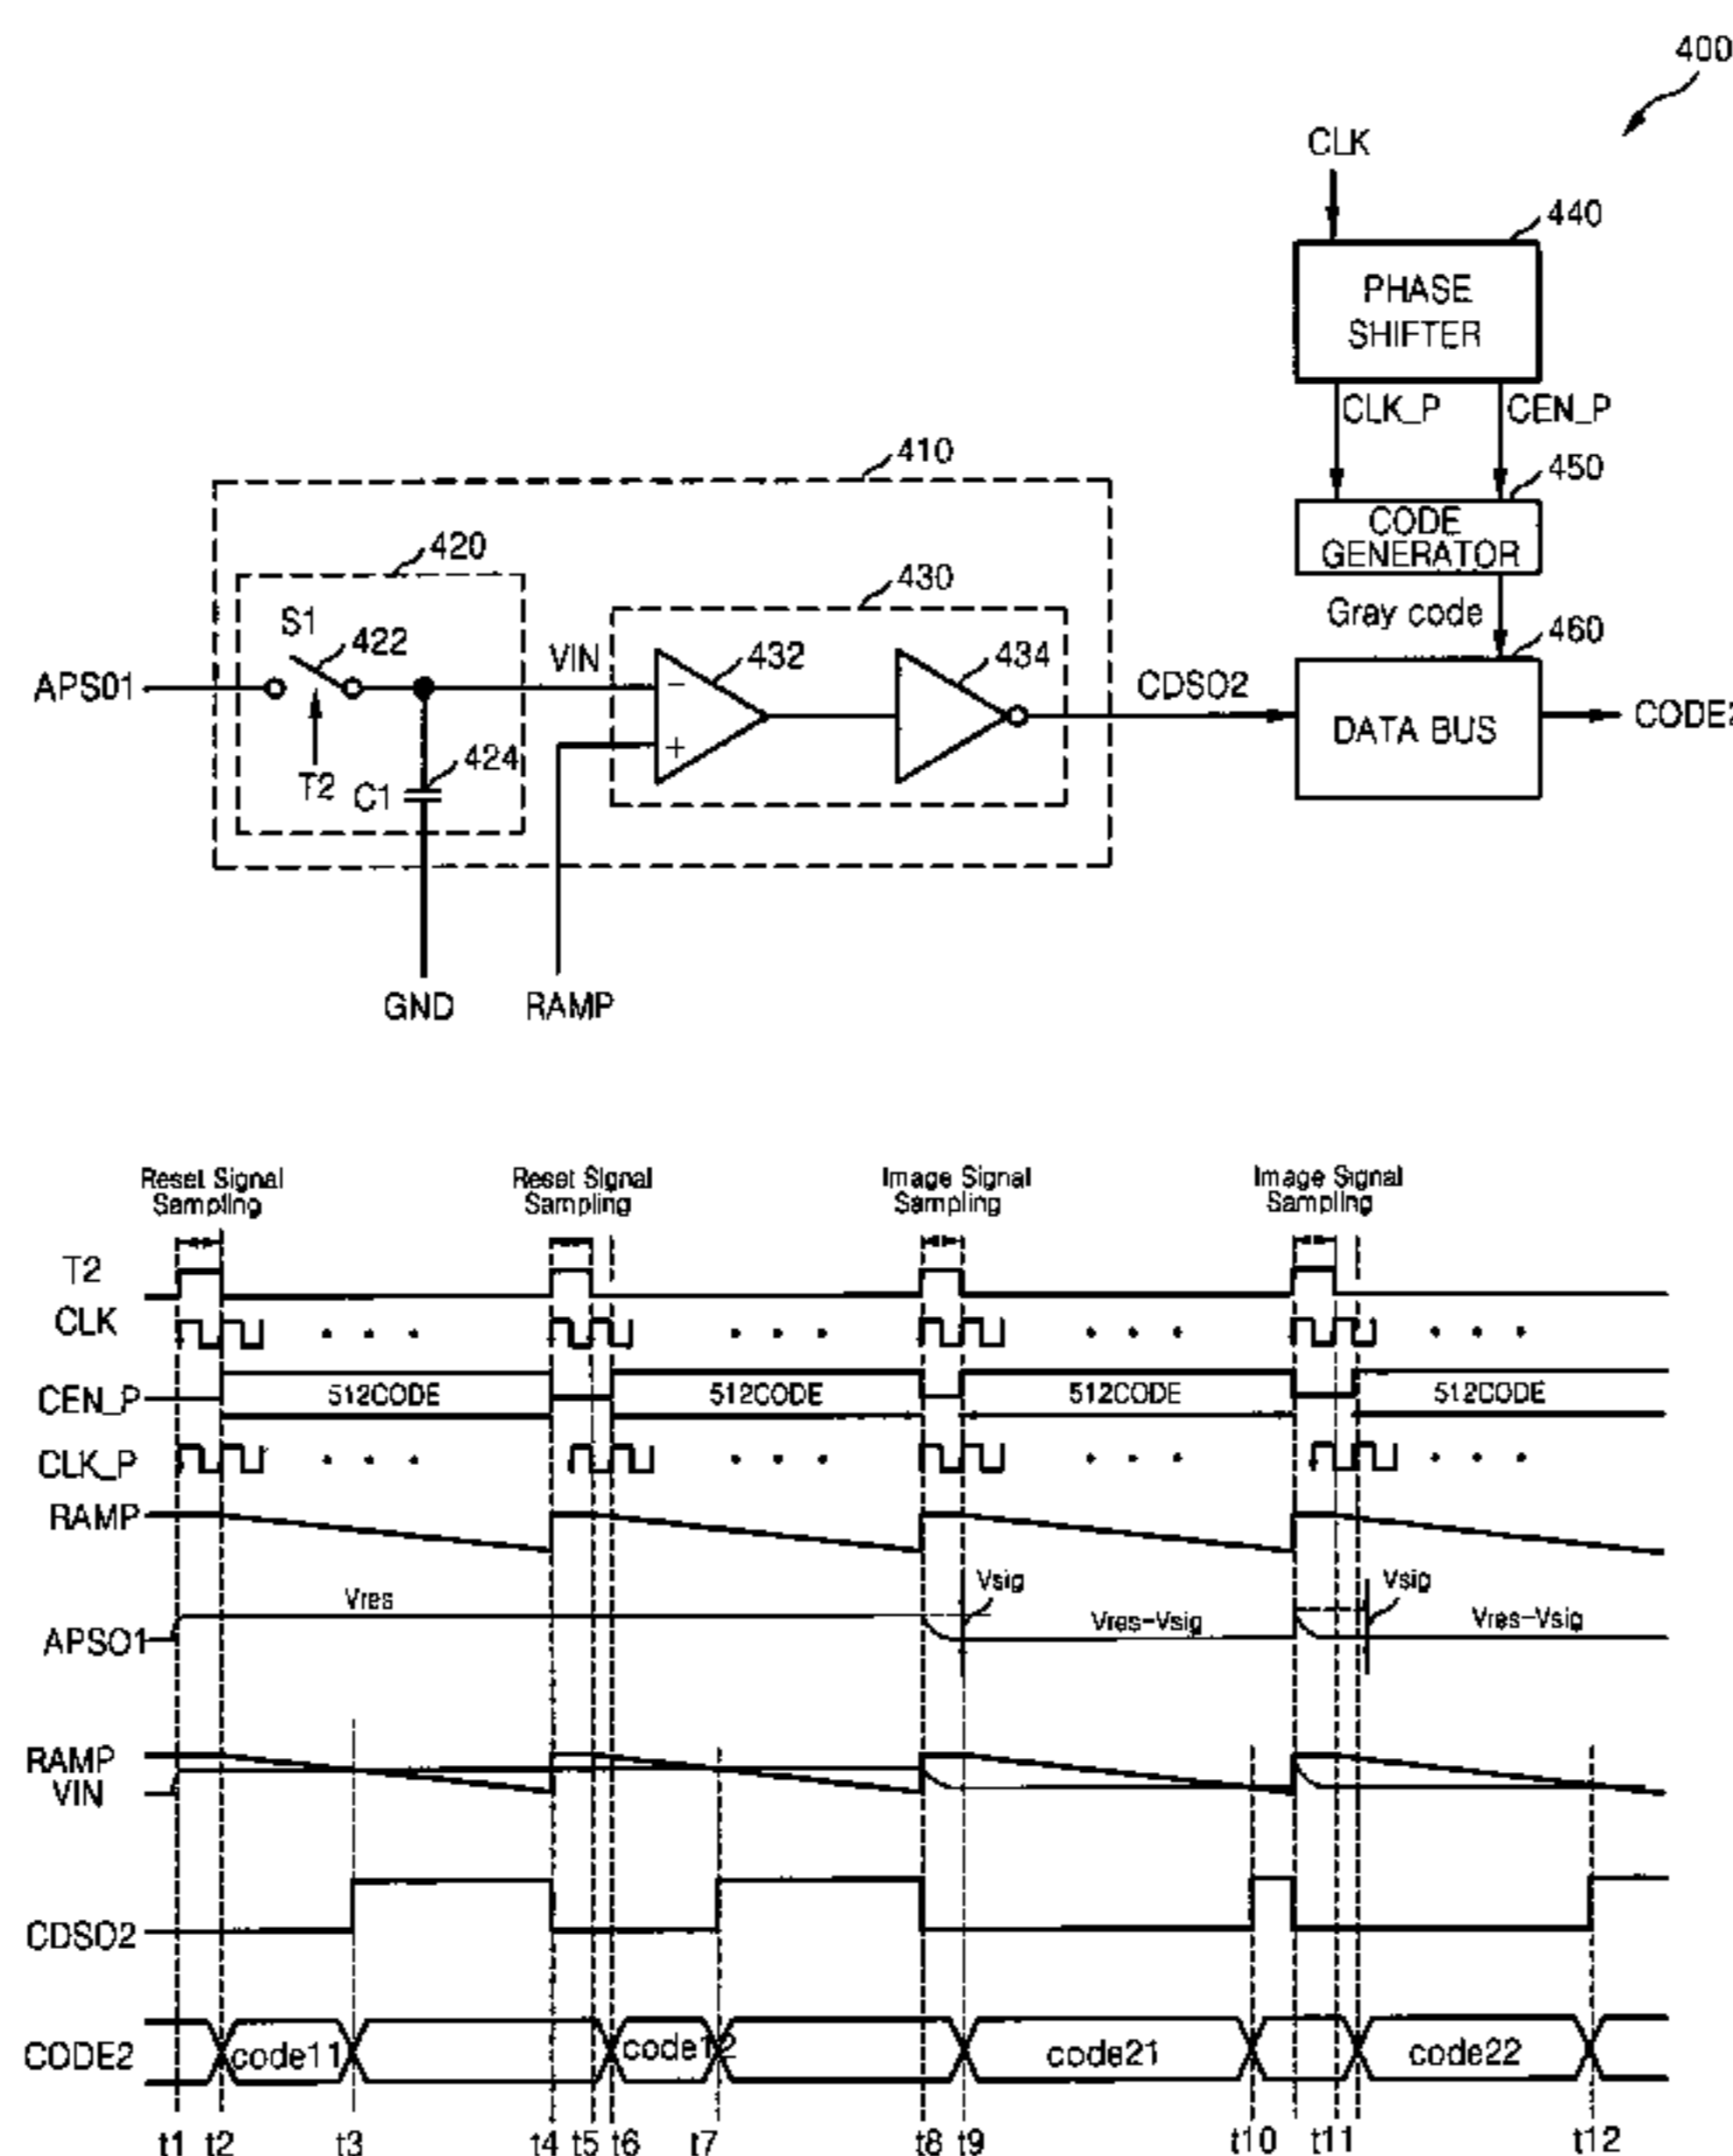 400
CLK
440
PHASE
SHIFTER
CLK_P
CEN_P
410
450
CODE
GENERATOR
420
430
Gray code
460
S1
422
VIN
432
434
APS01
CDSO2
DATA BUS
CODE2
T2
C1
424
GND
RAMP
Reset Signal
Sampling
Reset Signal
Sampling
Image Signal
Sampling
Image Signal
Sampling
T2
CLK
CEN_P
512CODE
512CODE
512CODE
512CODE
CLK_P
RAMP
Vres
Vsig
Vsig
APSO1
Vres-Vsig
Vres-Vsig
RAMP
VIN
CDSO2
CODE2
code11
code12
code21
code22
t1 t2 t3 t4 t5 t6 t7 t8 t9 t10 t11 t12